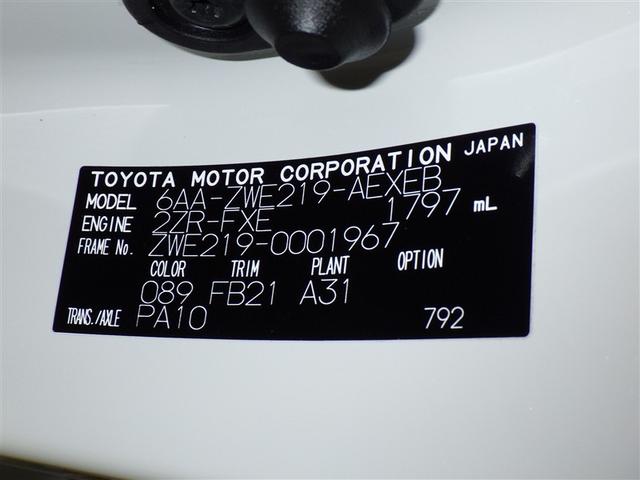 TOYOTA MOTOR CORPORATION JAPAN
MODEL 6AA-ZWE219-AEXEB
ENGINE 2ZR-FXE 1797 mL
FRAME No. ZWE219-0001967
COLOR TRIM PLANT OPTION
089 FB21 A31
TRANS./AXLE PA10 792